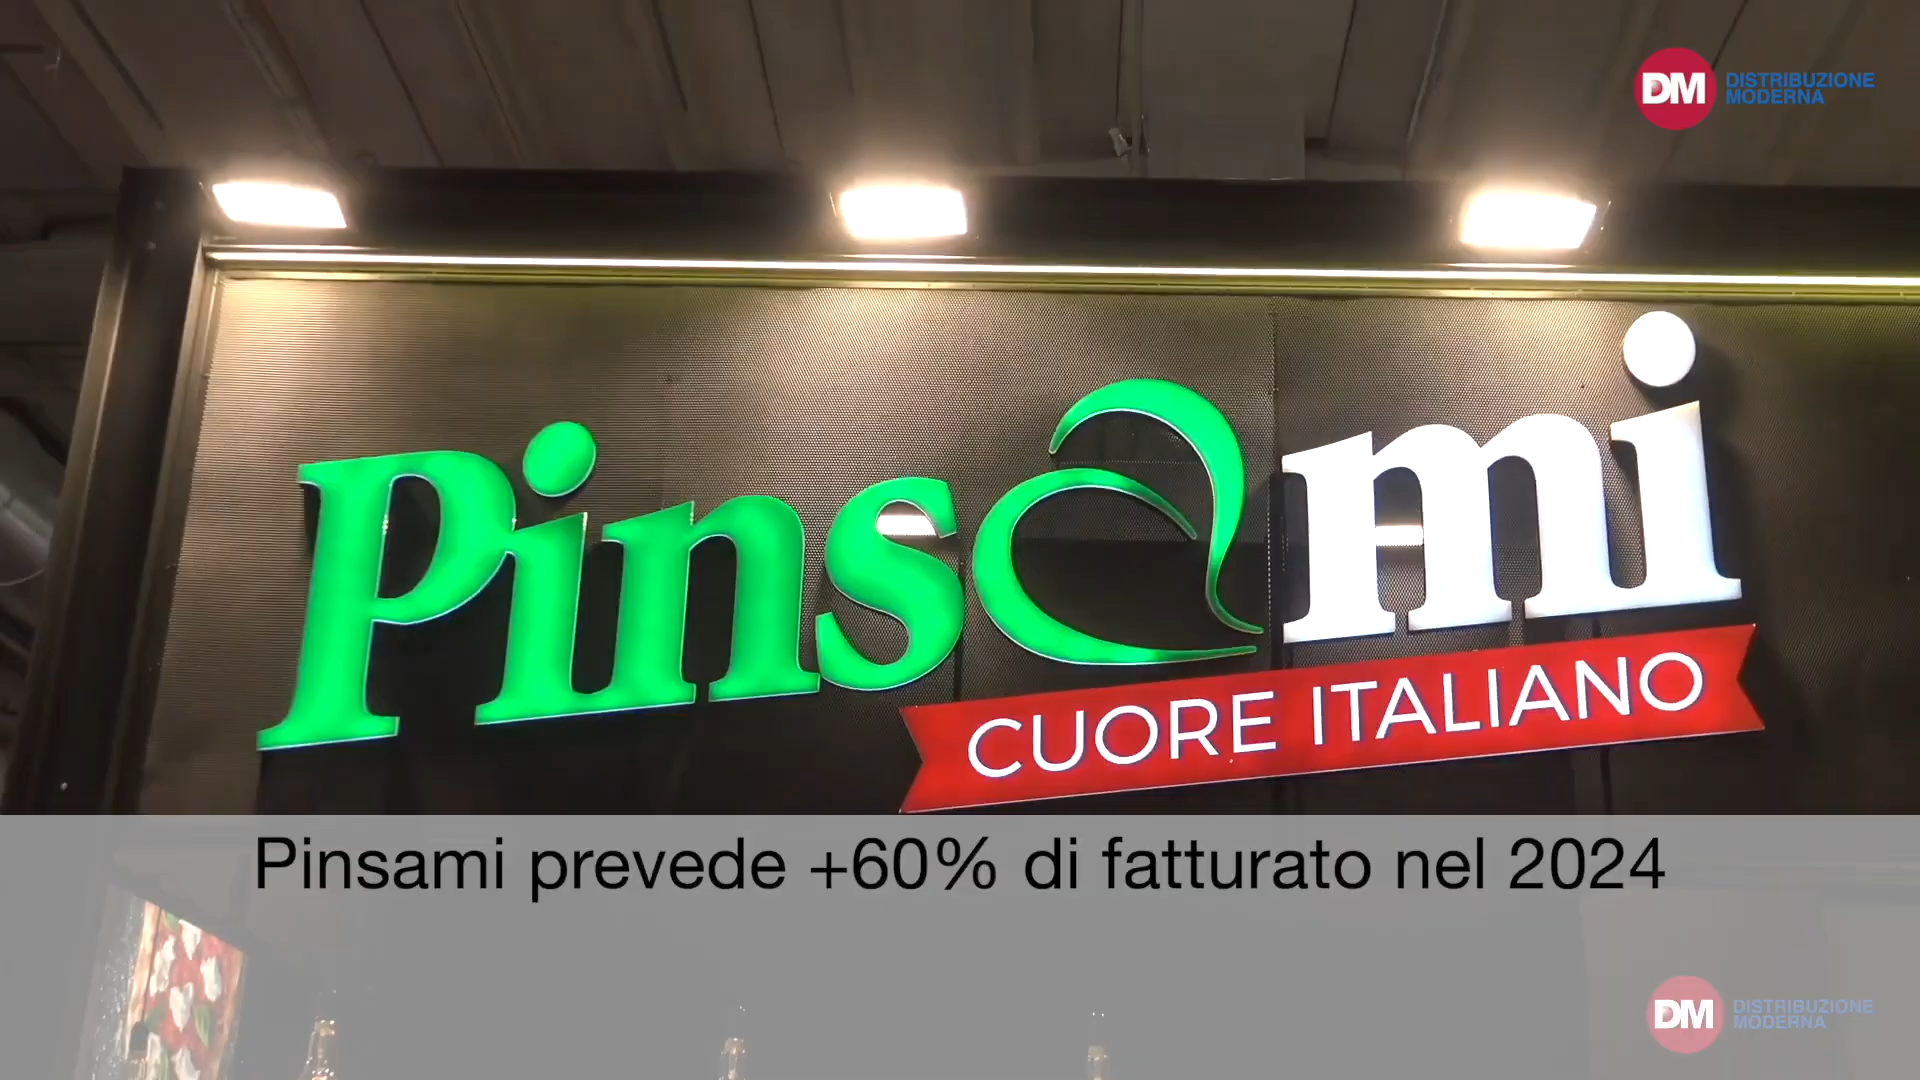 DM DISTRIBUZIONE
MODERNA
Pinsami
CUORE ITALIANO
Pinsami prevede +60% di fatturato nel 2024
DM DISTRIBUZIONE
MODERNA